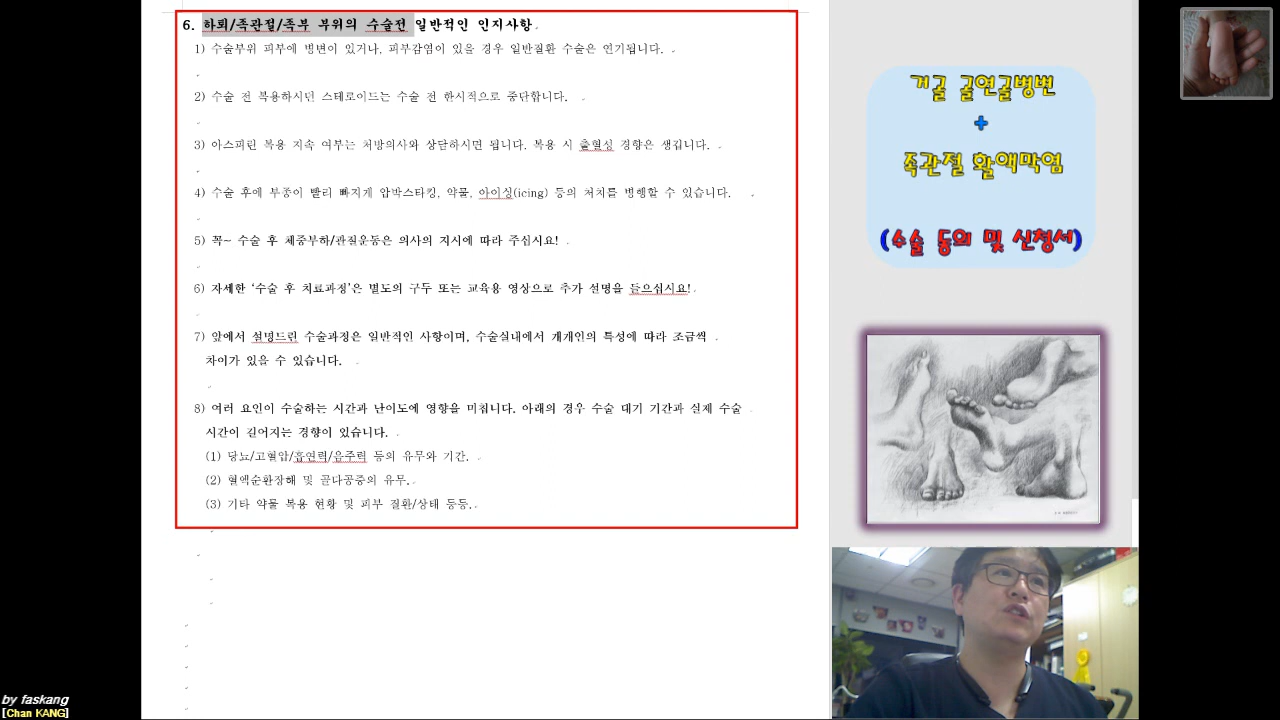 6. 하퇴/족관절/족부 부위의 수술전 일반적인 인지사항
1) 수술부위 피부에 병변이 있거나, 피부감염이 있을 경우 일반질환 수술은 연기됩니다.
2) 수술 전 복용하시던 스테로이드는 수술 전 한시적으로 중단합니다.
3) 아스피린 복용 지속 여부는 처방의사와 상담하시면 됩니다. 복용 시 출혈성 경향은 생깁니다.
4) 수술 후에 부종이 빨리 빠지게 압박스타킹, 약물, 아이싱(icing) 등의 처치를 병행할 수 있습니다.
5) 꼭~ 수술 후 체중부하/관절운동은 의사의 지시에 따라 주십시요!
6) 자세한 '수술 후 치료과정'은 별도의 구두 또는 교육용 영상으로 추가 설명을 들으십시요!
7) 앞에서 설명드린 수술과정은 일반적인 사항이며, 수술실내에서 개개인의 특성에 따라 조금씩
차이가 있을 수 있습니다.
8) 여러 요인이 수술하는 시간과 난이도에 영향을 미칩니다. 아래의 경우 수술 대기 기간과 실제 수술
시간이 길어지는 경향이 있습니다.
(1) 당뇨/고혈압/흡연력/음주력 등의 유무와 기간.
(2) 혈액순환장해 및 골다공증의 유무.
(3) 기타 약물 복용 현황 및 피부 질환/상태 등등.
거골 골연골병변
+
족관절 활액막염
(수술 동의 및 신청서)
by faskang
[Chan KANG]